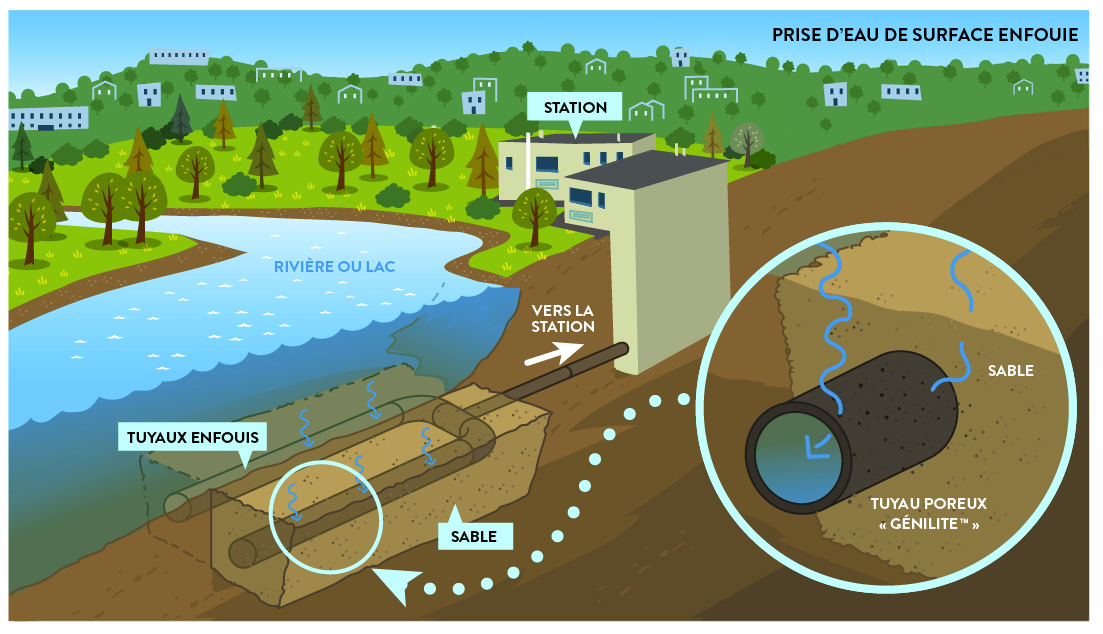 PRISE D'EAU DE SURFACE ENFOUIE
STATION
RIVIÈRE OU LAC
VERS LA
STATION
SABLE
TUYAUX ENFOUIS
TUYAU POREUX
« GÉNILITE™ »
SABLE